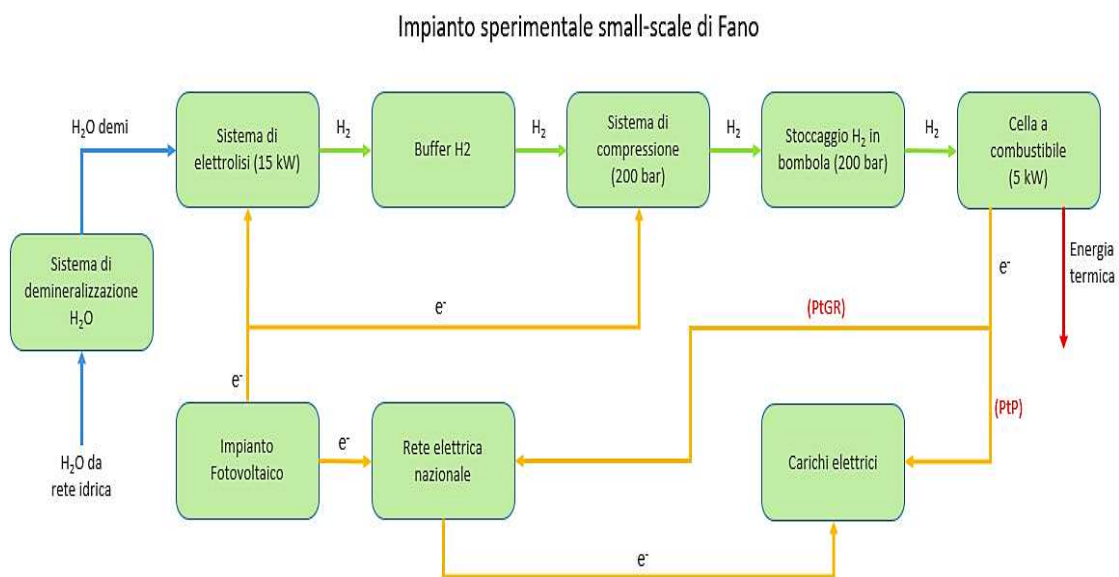 Impianto sperimentale small-scale di Fano
H₂O demi
Sistema di
elettrolisi (15 kW)
H₂
Buffer H2
H₂
Sistema di
compressione
(200 bar)
H₂
Stoccaggio H₂ in
bombola (200 bar)
H₂
Cella a
combustibile
(5 kW)
Sistema di
demineralizzazione
H₂O
e⁻
(PtGR)
e⁻
Energia
termica
e⁻
(PtP)
H₂O da
rete idrica
Impianto
Fotovoltaico
e⁻
Rete elettrica
nazionale
Carichi elettrici
e⁻